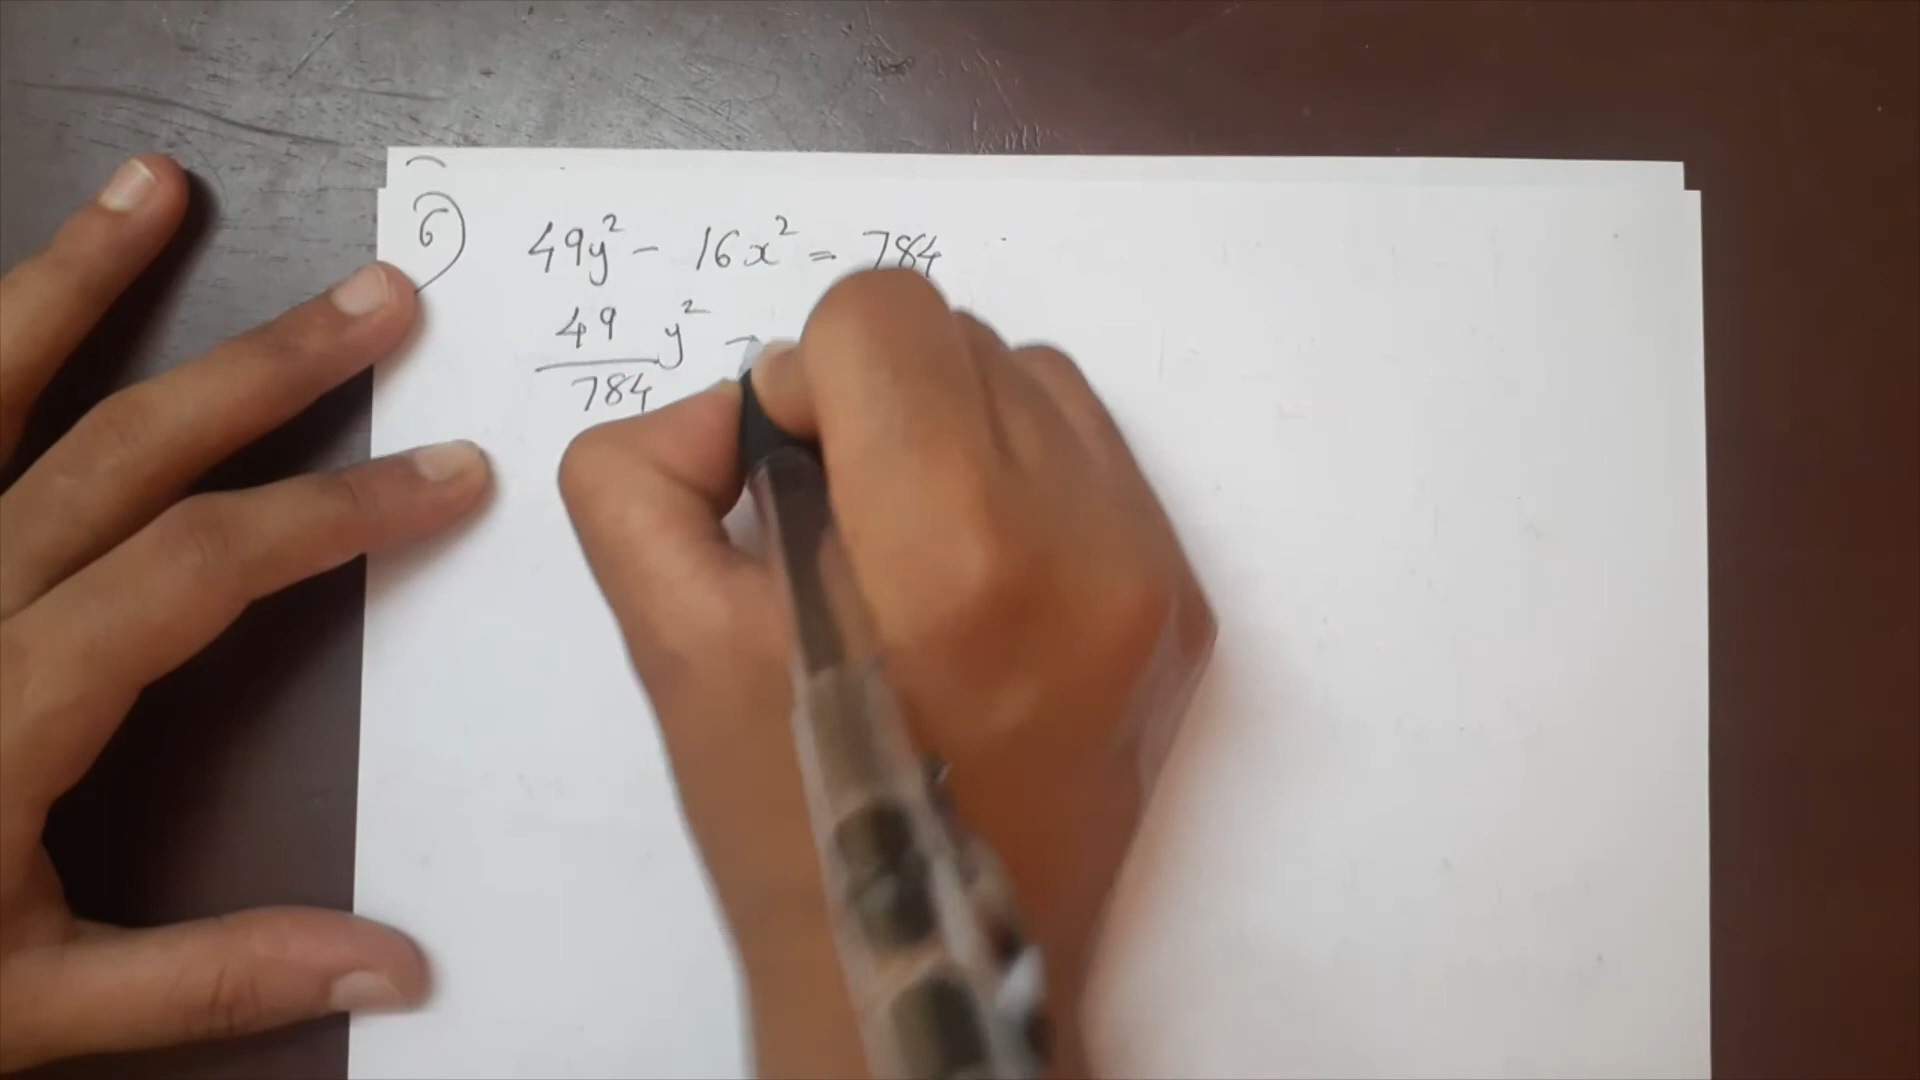 6) 49y² - 16x² = 784
49/784 y² -